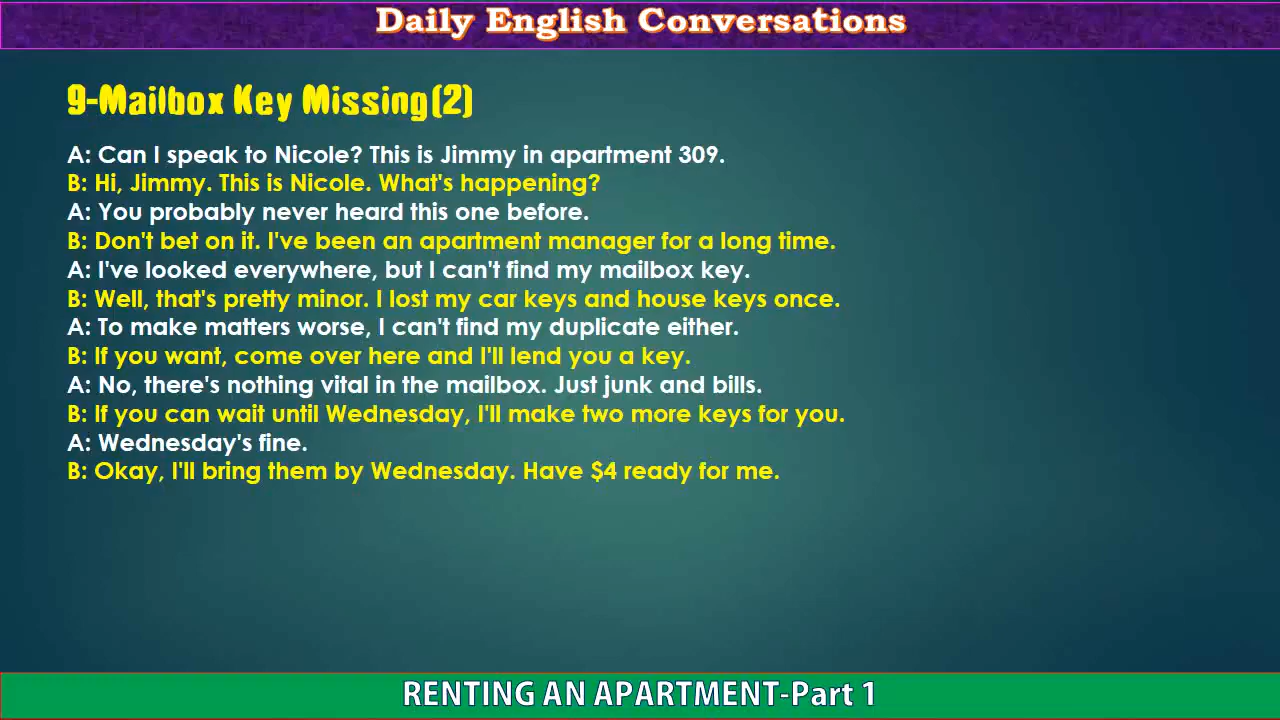 Daily English Conversations
9-Mailbox Key Missing(2)
A: Can I speak to Nicole? This is Jimmy in apartment 309.
B: Hi, Jimmy. This is Nicole. What's happening?
A: You probably never heard this one before.
B: Don't bet on it. I've been an apartment manager for a long time.
A: I've looked everywhere, but I can't find my mailbox key.
B: Well, that's pretty minor. I lost my car keys and house keys once.
A: To make matters worse, I can't find my duplicate either.
B: If you want, come over here and I'll lend you a key.
A: No, there's nothing vital in the mailbox. Just junk and bills.
B: If you can wait until Wednesday, I'll make two more keys for you.
A: Wednesday's fine.
B: Okay, I'll bring them by Wednesday. Have $4 ready for me.
RENTING AN APARTMENT-Part 1